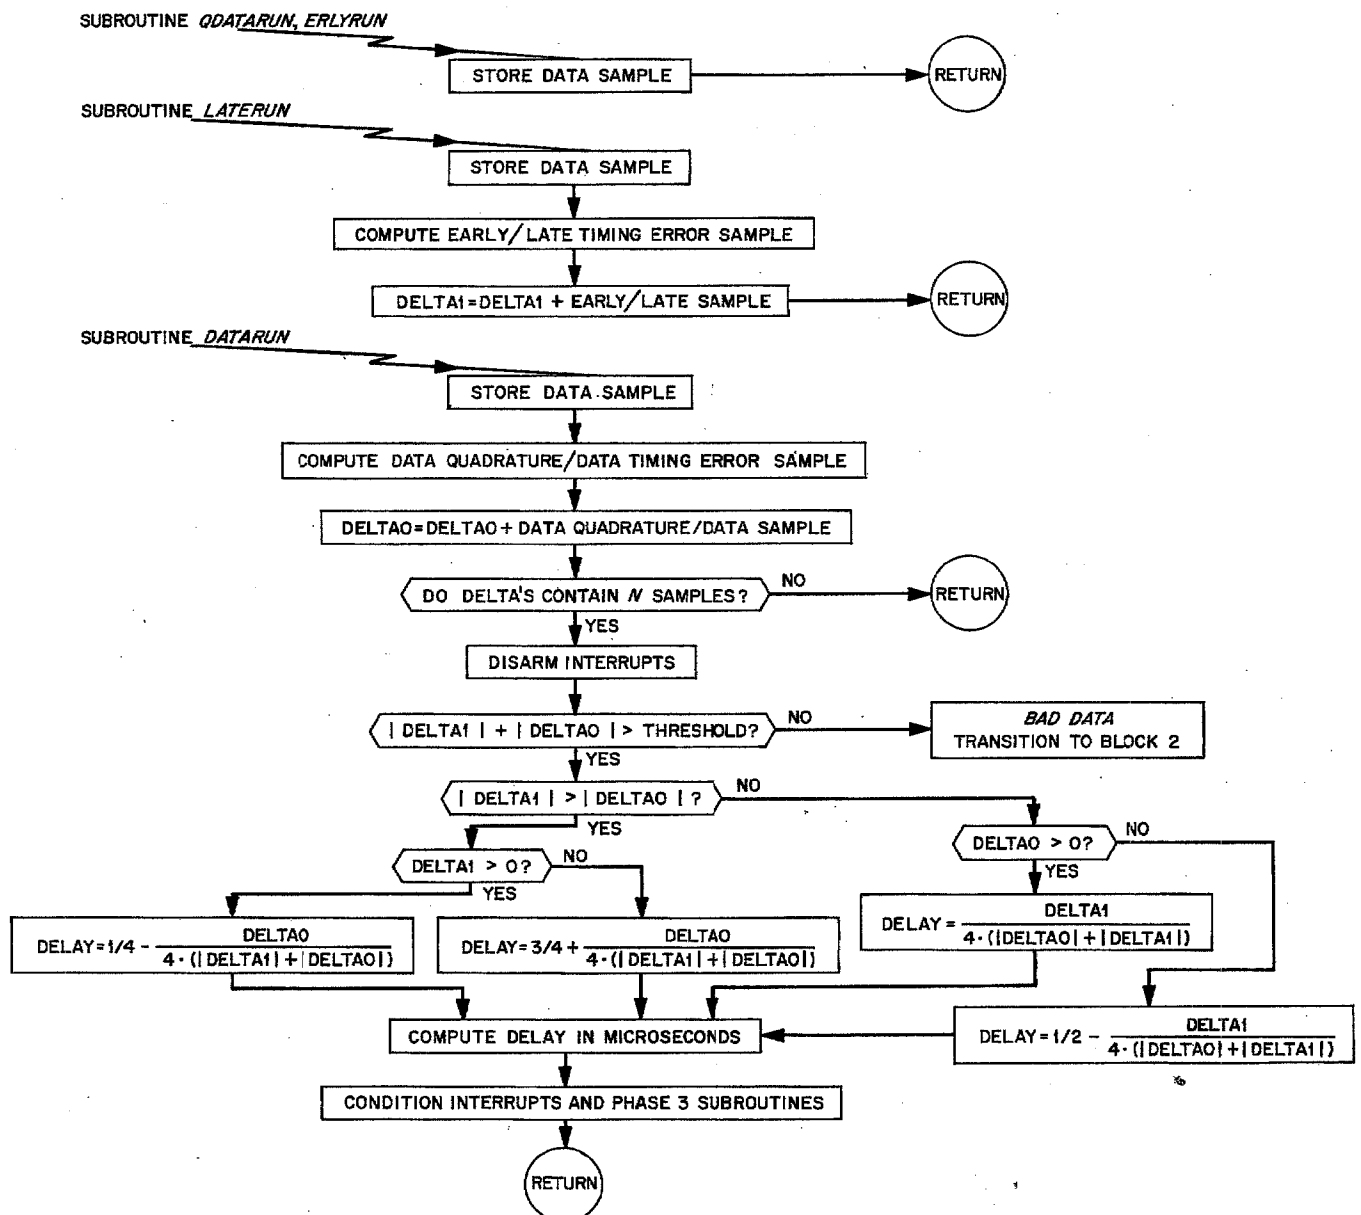 SUBROUTINE QDATARUN, ERLYRUN
STORE DATA SAMPLE
RETURN
SUBROUTINE LATERUN
STORE DATA SAMPLE
COMPUTE EARLY/LATE TIMING ERROR SAMPLE
DELTA1=DELTA1 + EARLY/LATE SAMPLE
RETURN
SUBROUTINE DATARUN
STORE DATA SAMPLE
COMPUTE DATA QUADRATURE/DATA TIMING ERROR SAMPLE
DELTA0=DELTA0+ DATA QUADRATURE/DATA SAMPLE
DO DELTA'S CONTAIN N SAMPLES?
NO
RETURN
YES
DISARM INTERRUPTS
| DELTA1 | + | DELTA0 | > THRESHOLD?
NO
BAD DATA
TRANSITION TO BLOCK 2
YES
| DELTA1 | > | DELTA0 | ?
NO
YES
DELTA1 > 0?
NO
YES
DELTA0 > 0?
NO
YES
DELAY=1/4 - DELTA0
4·(|DELTA1|+|DELTA0|)
DELAY=3/4 + DELTA0
4·(|DELTA1|+|DELTA0|)
DELAY= DELTA1
4·(|DELTA0|+|DELTA1|)
COMPUTE DELAY IN MICROSECONDS
DELAY=1/2 - DELTA1
4·(|DELTA0|+|DELTA1|)
CONDITION INTERRUPTS AND PHASE 3 SUBROUTINES
RETURN